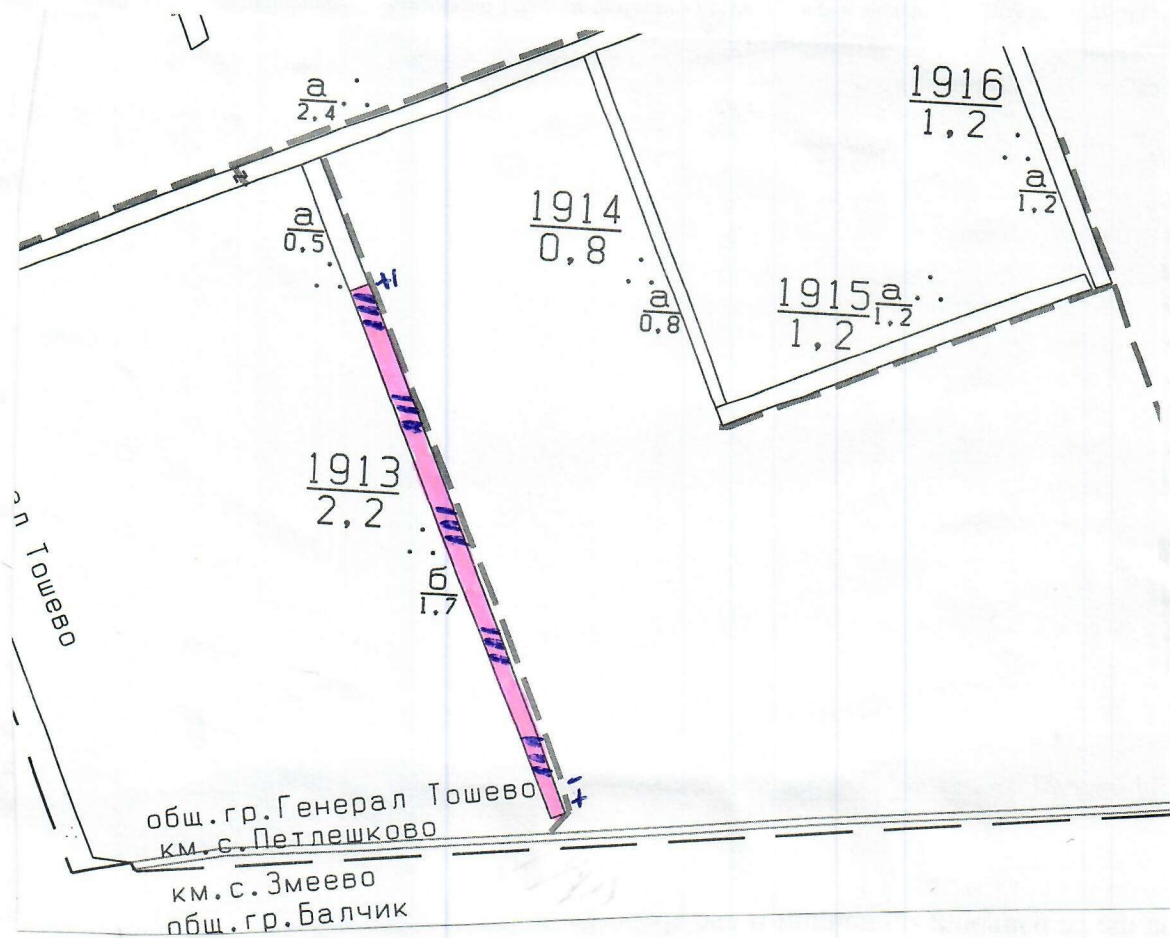 а
2,4
1916
1,2
а
1,2
1914
0,8
а
0,5
а
0,8
1915
1,2
а
1,2
1913
2,2
б
1,7
Тошево
общ.гр.Генерал Тошево
км.с.Петлешково
км.с.Змеево
общ.гр.Балчик